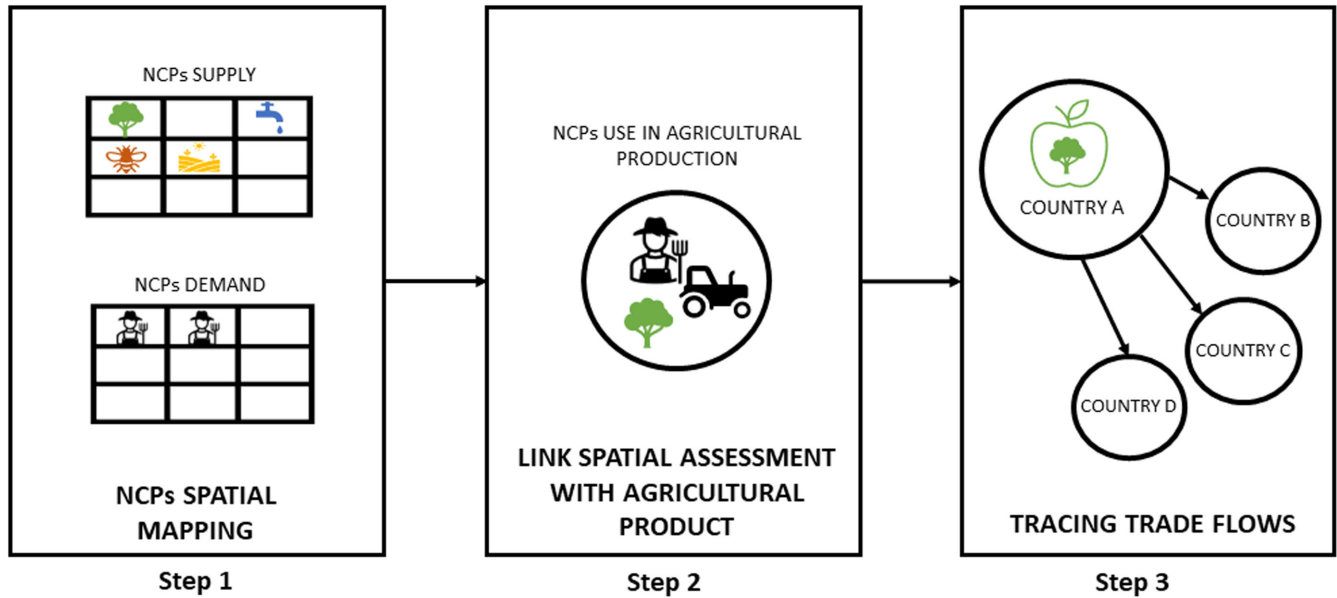 NCPs SUPPLY
NCPs DEMAND
NCPs SPATIAL
MAPPING
Step 1
NCPs USE IN AGRICULTURAL
PRODUCTION
LINK SPATIAL ASSESSMENT
WITH AGRICULTURAL
PRODUCT
Step 2
COUNTRY A
COUNTRY B
COUNTRY C
COUNTRY D
TRACING TRADE FLOWS
Step 3